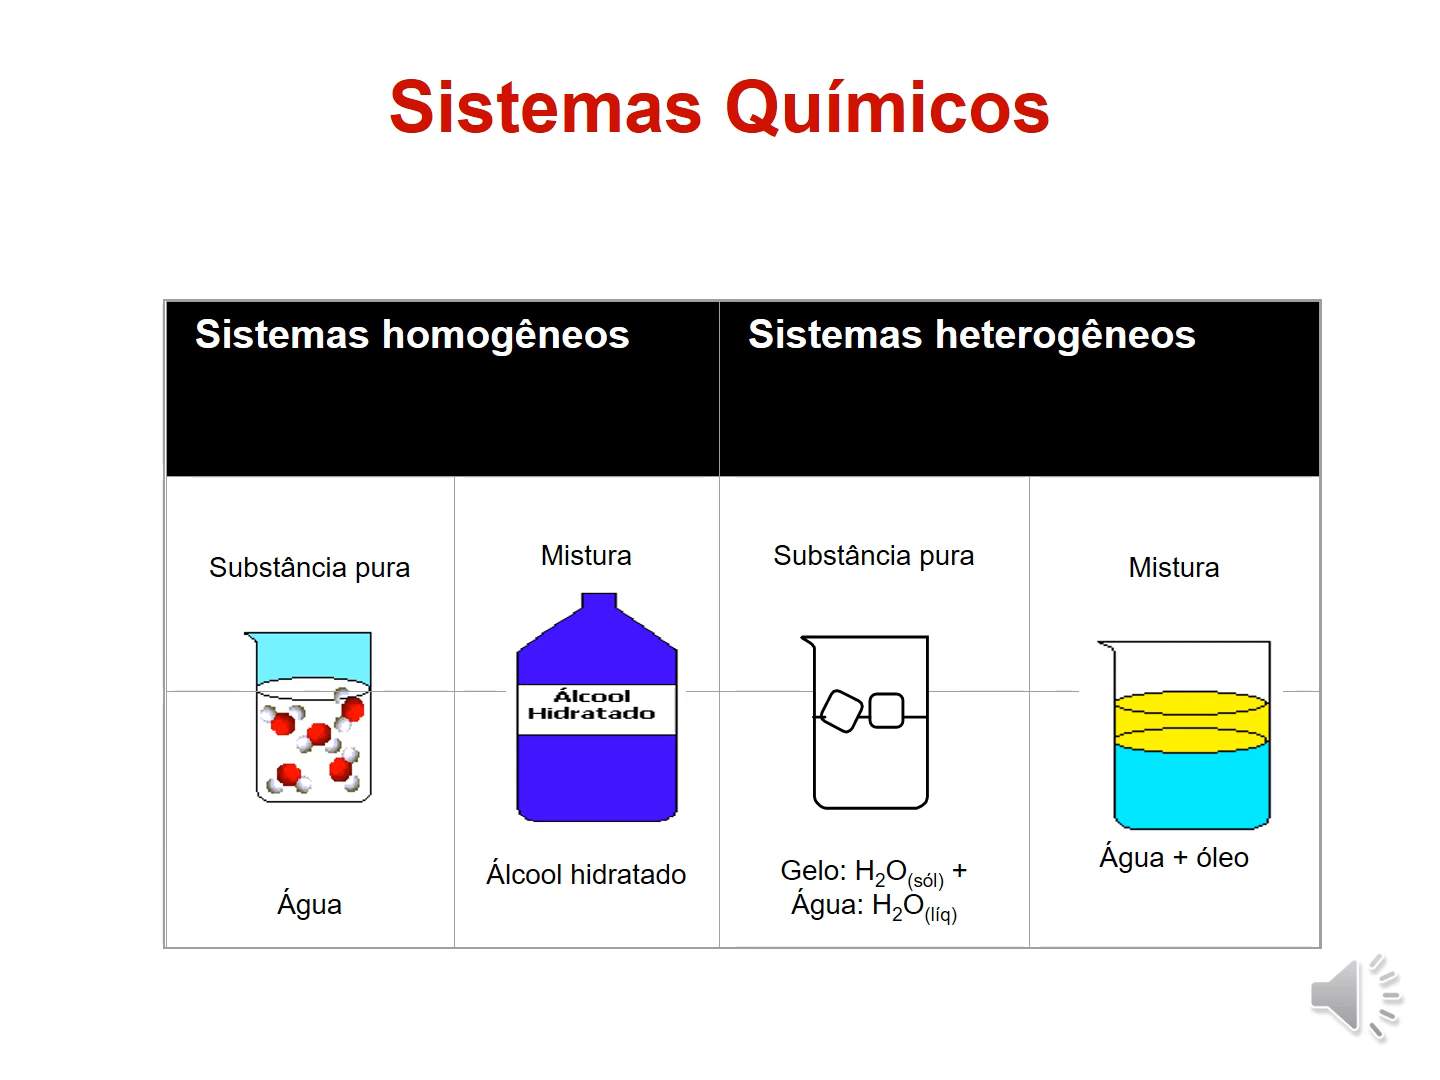 Sistemas Químicos
Sistemas homogêneos
Sistemas heterogêneos
Substância pura
Mistura
Substância pura
Mistura
Álcool
Hidratado
Água
Álcool hidratado
Gelo: H₂O(sól) +
Água: H₂O(líq)
Água + óleo